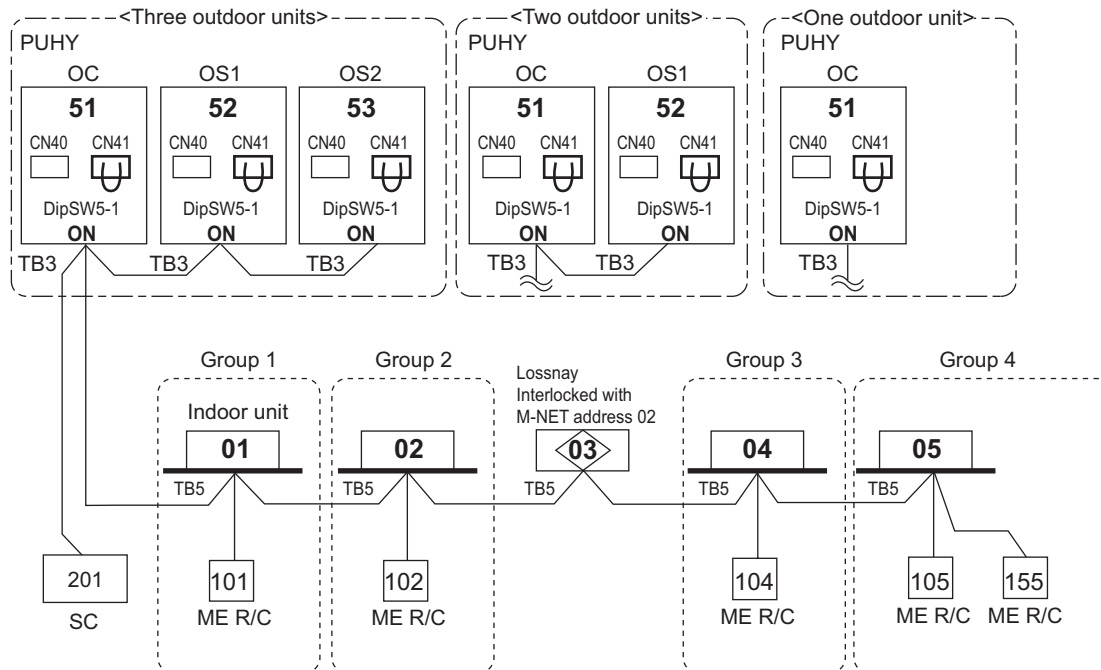 <Three outdoor units>
PUHY
OC OS1 OS2
51 52 53
CN40 CN41 CN40 CN41 CN40 CN41
DipSW5-1 DipSW5-1 DipSW5-1
ON ON ON
TB3 TB3 TB3
<Two outdoor units>
PUHY
OC OS1
51 52
CN40 CN41 CN40 CN41
DipSW5-1 DipSW5-1
ON ON
TB3 TB3
<One outdoor unit>
PUHY
OC
51
CN40 CN41
DipSW5-1
ON
TB3
Group 1
Indoor unit
01
TB5
101
ME R/C
Group 2
02
TB5
102
ME R/C
Lossnay
Interlocked with
M-NET address 02
03
TB5
Group 3
04
TB5
104
ME R/C
Group 4
05
TB5
105 155
ME R/C ME R/C
201
SC